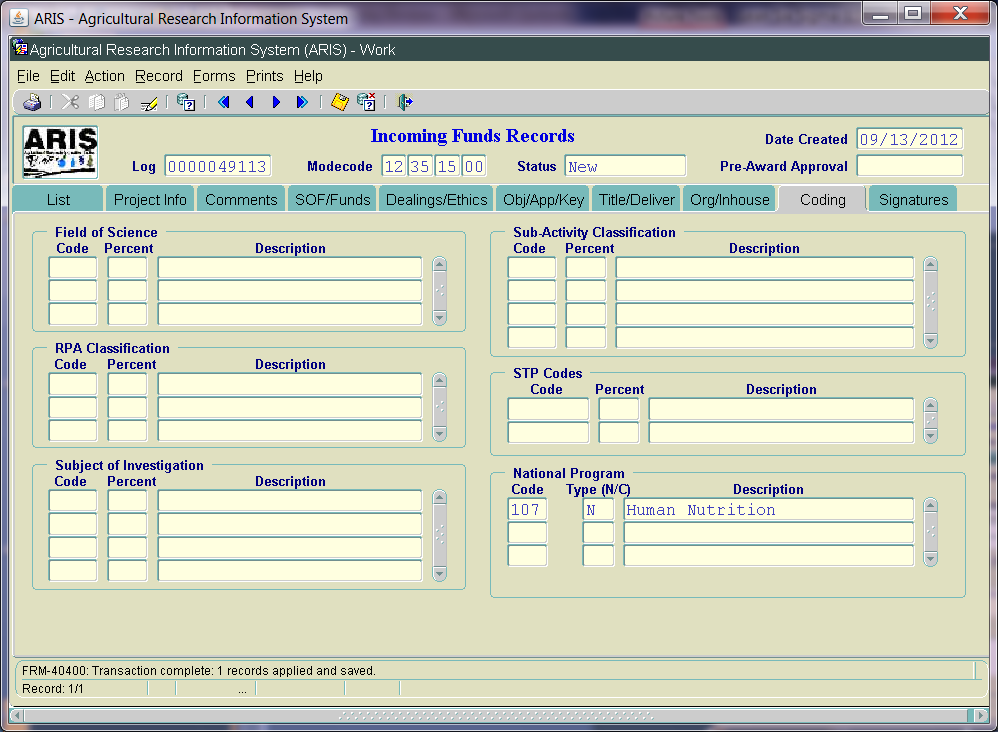 ARIS - Agricultural Research Information System
Agricultural Research Information System (ARIS) - Work
File Edit Action Record Forms Prints Help
ARIS
Incoming Funds Records
Date Created 09/13/2012
Log 0000049113 Modecode 12 35 15 00 Status New Pre-Award Approval
List Project Info Comments SOF/Funds Dealings/Ethics Obj/App/Key Title/Deliver Org/Inhouse Coding Signatures
Field of Science
Code Percent Description
Sub-Activity Classification
Code Percent Description
RPA Classification
Code Percent Description
STP Codes
Code Percent Description
Subject of Investigation
Code Percent Description
National Program
Code Type (N/C) Description
107 N Human Nutrition
FRM-40400: Transaction complete: 1 records applied and saved.
Record: 1/1 ...